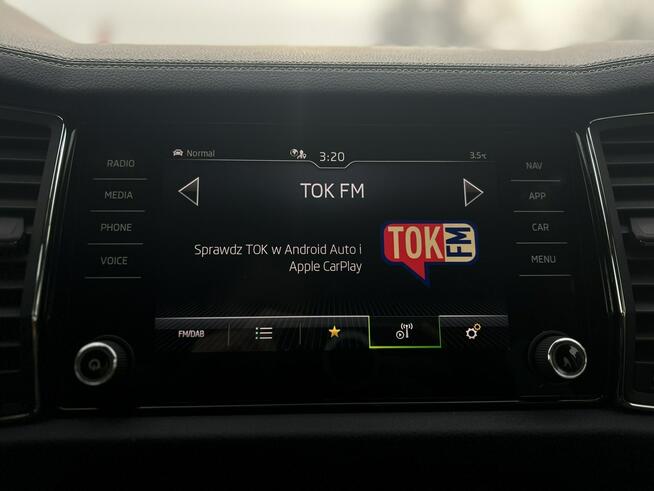 Normal
3:20
3.5°C
RADIO
MEDIA
PHONE
VOICE
TOK FM
Sprawdz TOK w Android Auto i
Apple CarPlay
TOK FM
NAV
APP
CAR
MENU
FM/DAB